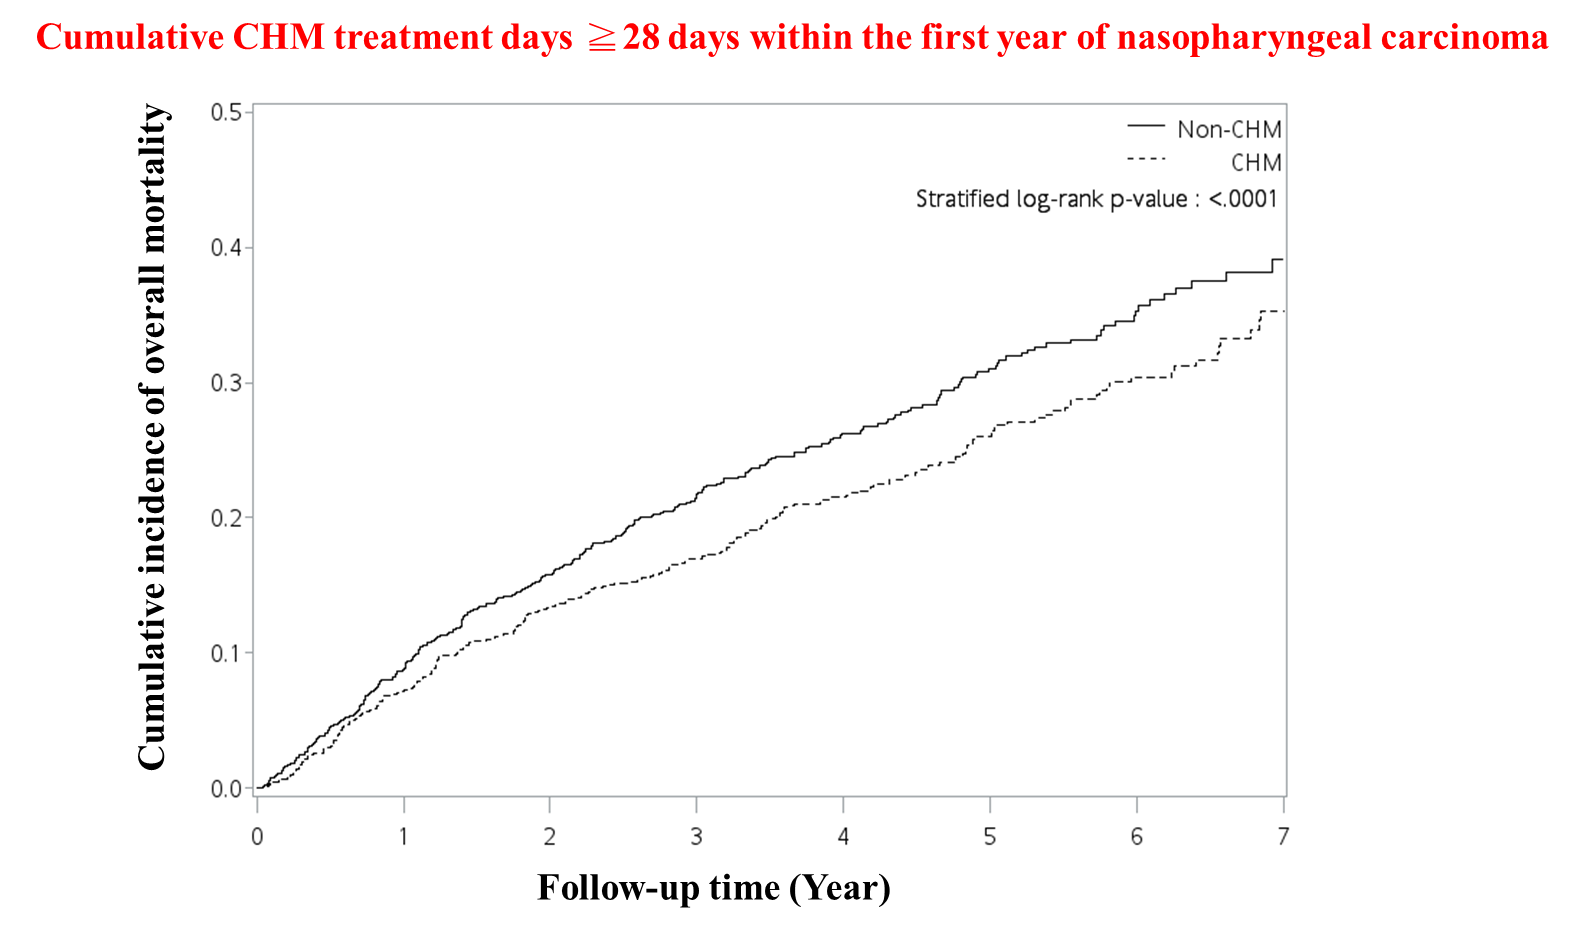 Cumulative CHM treatment days ≧28 days within the first year of nasopharyngeal carcinoma
Cumulative incidence of overall mortality
0.5
0.4
0.3
0.2
0.1
0.0
Non-CHM
CHM
Stratified log-rank p-value : <.0001
0 1 2 3 4 5 6 7
Follow-up time (Year)